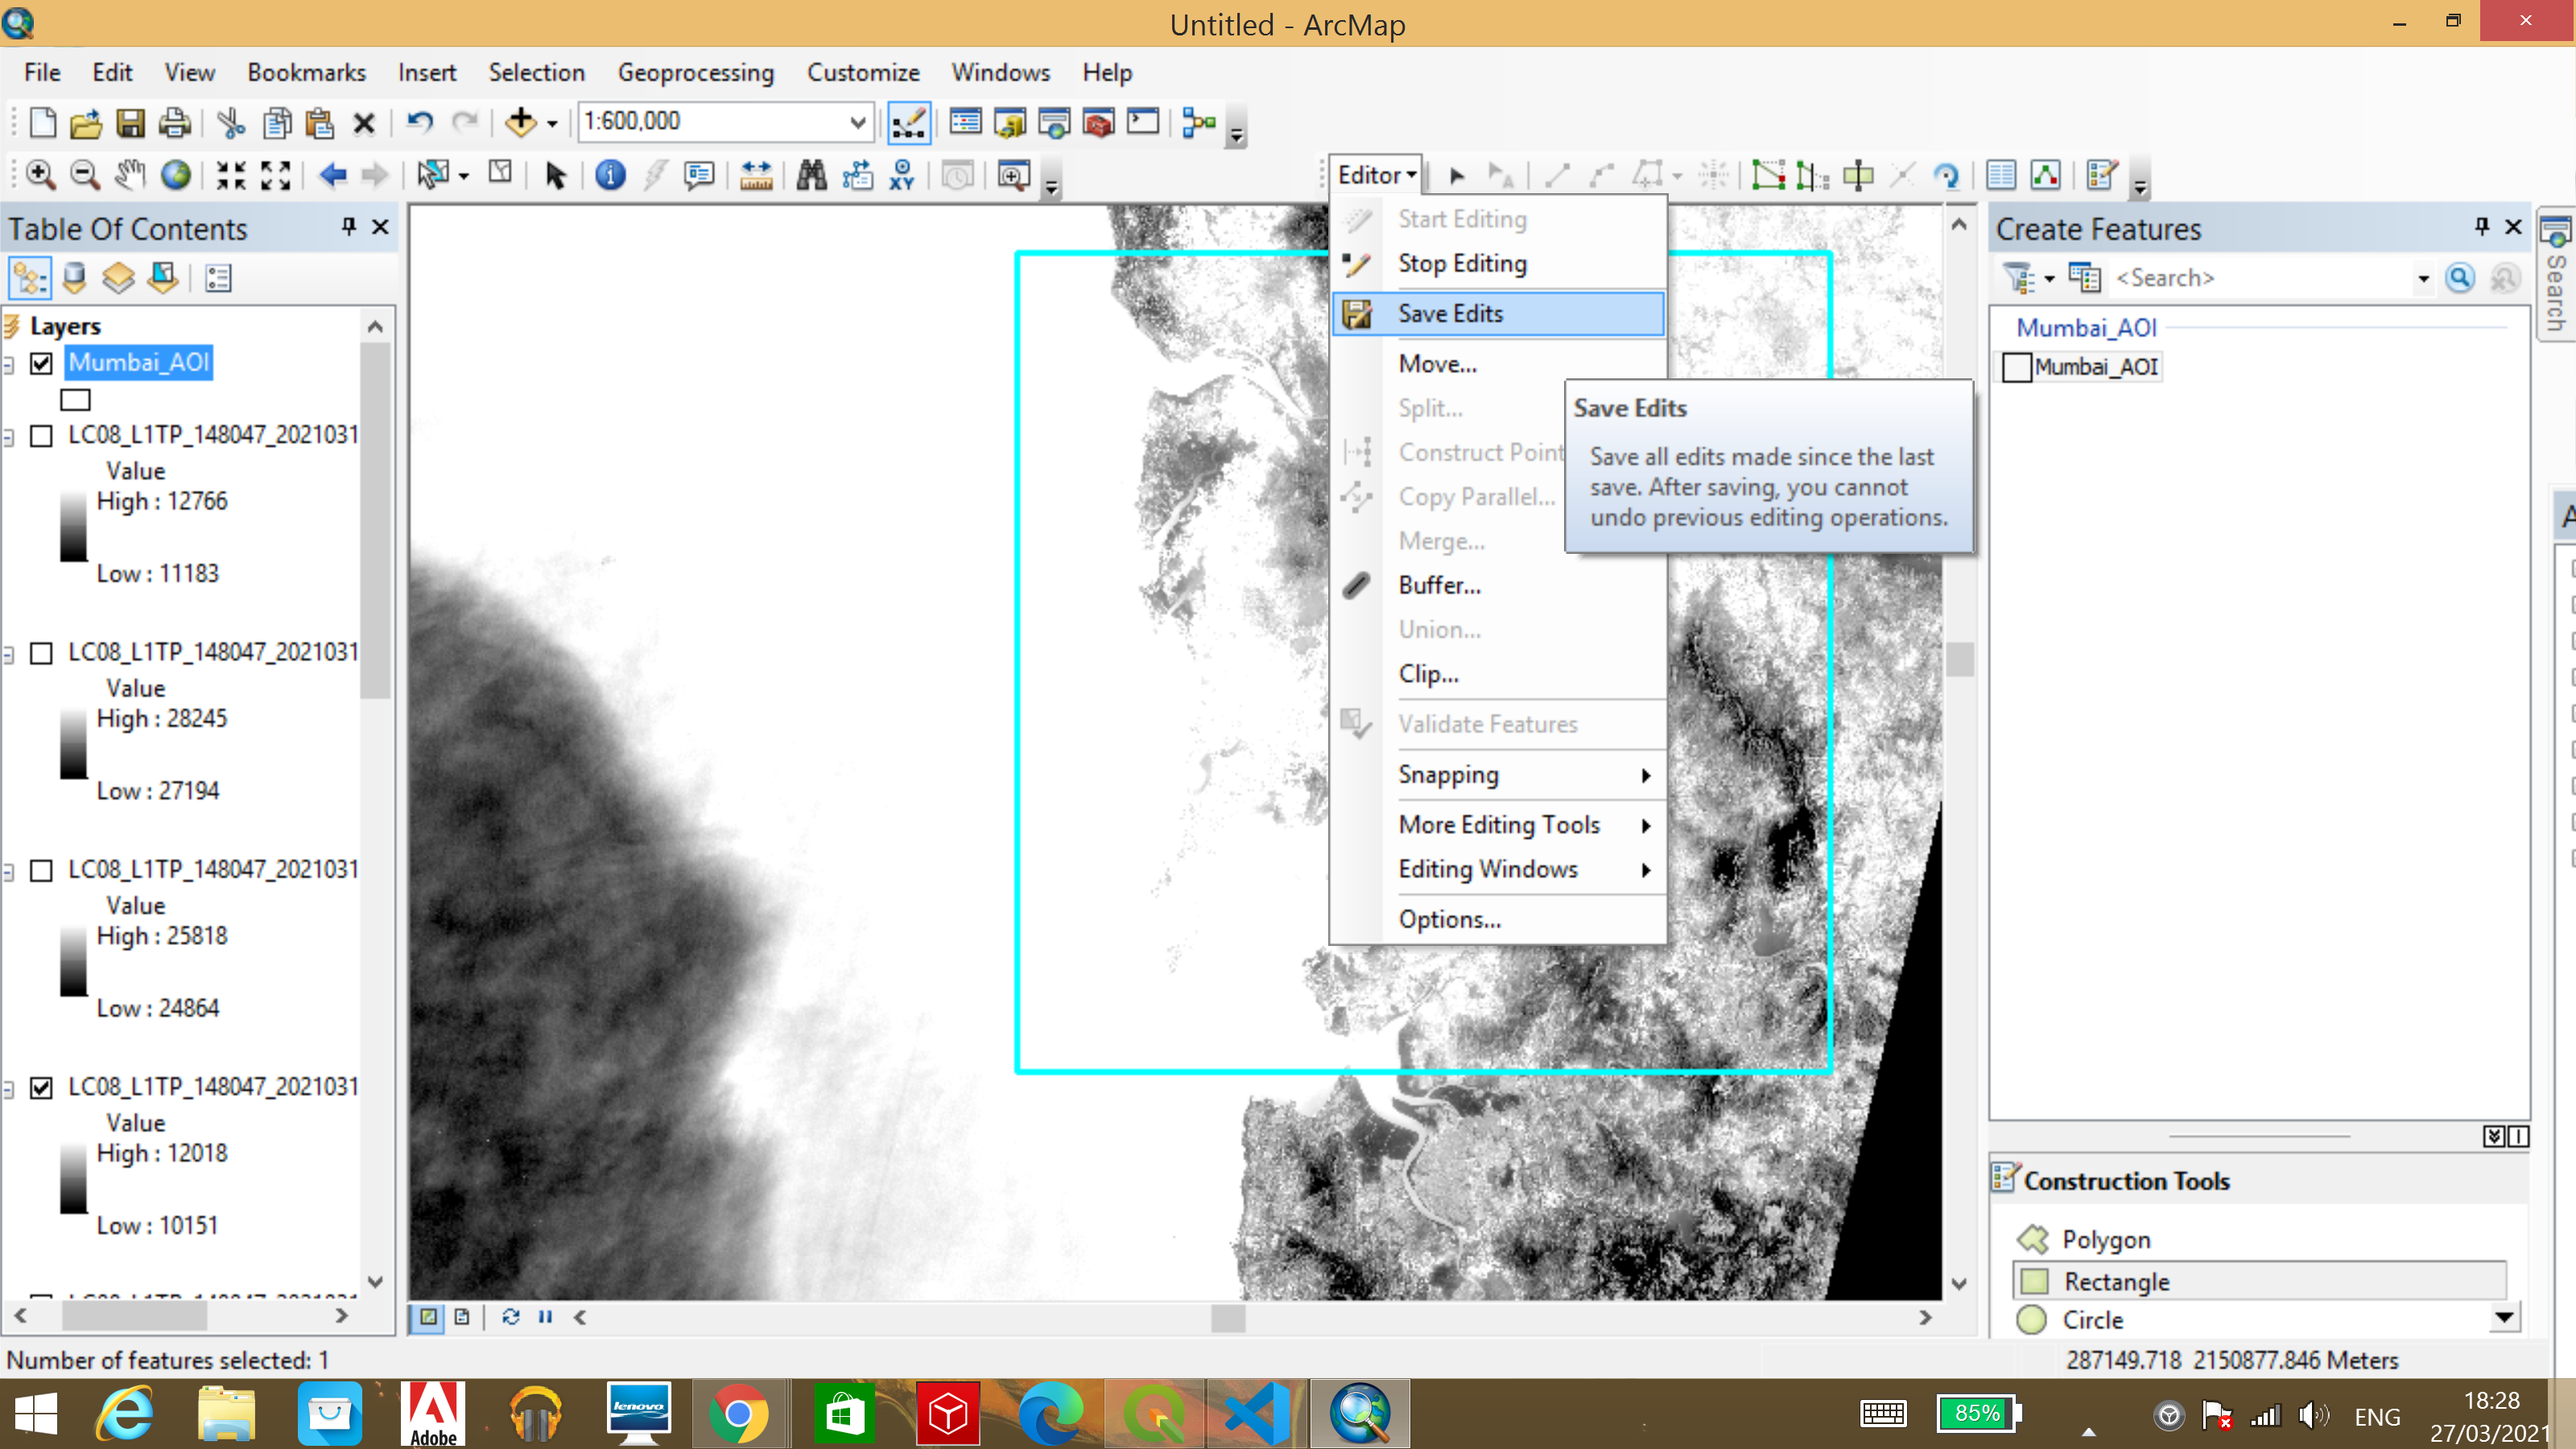 Untitled - ArcMap
File Edit View Bookmarks Insert Selection Geoprocessing Customize Windows Help
1:600,000
Editor
Table Of Contents
Layers
Mumbai_AOI
LC08_L1TP_148047_2021031
Value
High : 12766
Low : 11183
LC08_L1TP_148047_2021031
Value
High : 28245
Low : 27194
LC08_L1TP_148047_2021031
Value
High : 25818
Low : 24864
LC08_L1TP_148047_2021031
Value
High : 12018
Low : 10151
Start Editing
Stop Editing
Save Edits
Move...
Split...
Construct Point
Copy Parallel...
Merge...
Buffer...
Union...
Clip...
Validate Features
Snapping
More Editing Tools
Editing Windows
Options...
Save Edits
Save all edits made since the last
save. After saving, you cannot
undo previous editing operations.
Create Features
<Search>
Mumbai_AOI
Mumbai_AOI
Search
Construction Tools
Polygon
Rectangle
Circle
Number of features selected: 1
287149.718 2150877.846 Meters
Adobe
lenovo
85%
ENG
18:28
27/03/2021